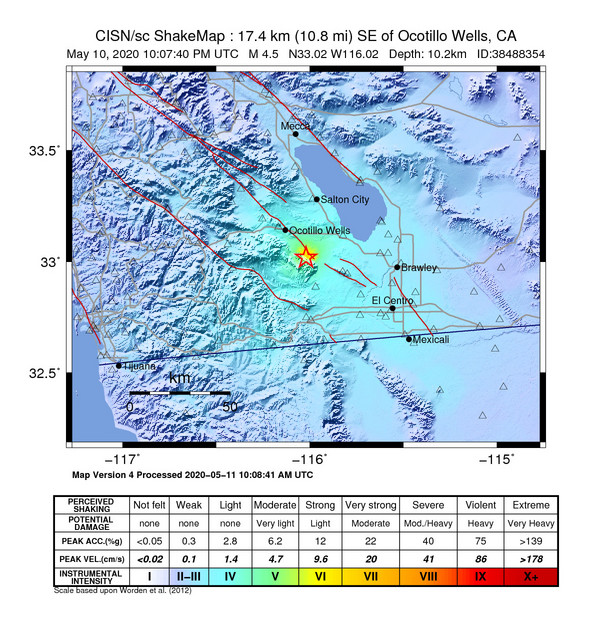 CISN/sc ShakeMap : 17.4 km (10.8 mi) SE of Ocotillo Wells, CA
May 10, 2020 10:07:40 PM UTC M 4.5 N33.02 W116.02 Depth: 10.2km ID:38488354
Mecca
33.5°
Salton City
Ocotillo Wells
33°
Brawley
El Centro
Mexicali
32.5°
Tijuana
km
0 50
−117° −116° −115°
Map Version 4 Processed 2020−05−11 10:08:41 AM UTC
PERCEIVED SHAKING Not felt Weak Light Moderate Strong Very strong Severe Violent Extreme
POTENTIAL DAMAGE none none none Very light Light Moderate Mod./Heavy Heavy Very Heavy
PEAK ACC.(%g) <0.05 0.3 2.8 6.2 12 22 40 75 >139
PEAK VEL.(cm/s) <0.02 0.1 1.4 4.7 9.6 20 41 86 >178
INSTRUMENTAL INTENSITY I II−III IV V VI VII VIII IX X+
Scale based upon Worden et al. (2012)